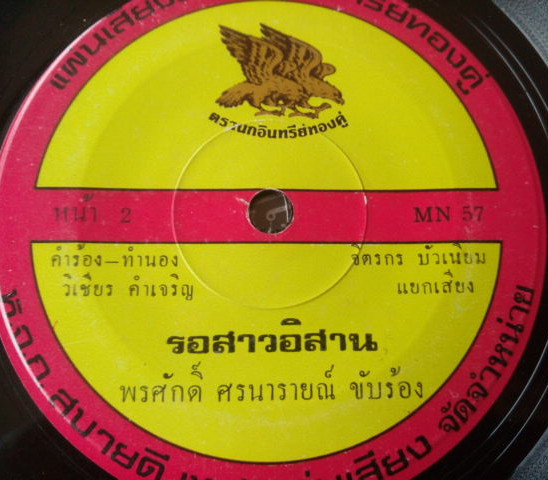 แผ่นเสียง
ทองคู่
ตรานกอินทรีย์ทองคู่
หน้า 2
MN 57
คำร้อง–ทำนอง
วิเชียร คำเจริญ
จิตรกร บัวเนียม
แยกเสียง
รอสาวอิสาน
พรศักดิ์ ศรนารายณ์ ขับร้อง
ห.จ.ก. สบายดี
จัดจำหน่าย